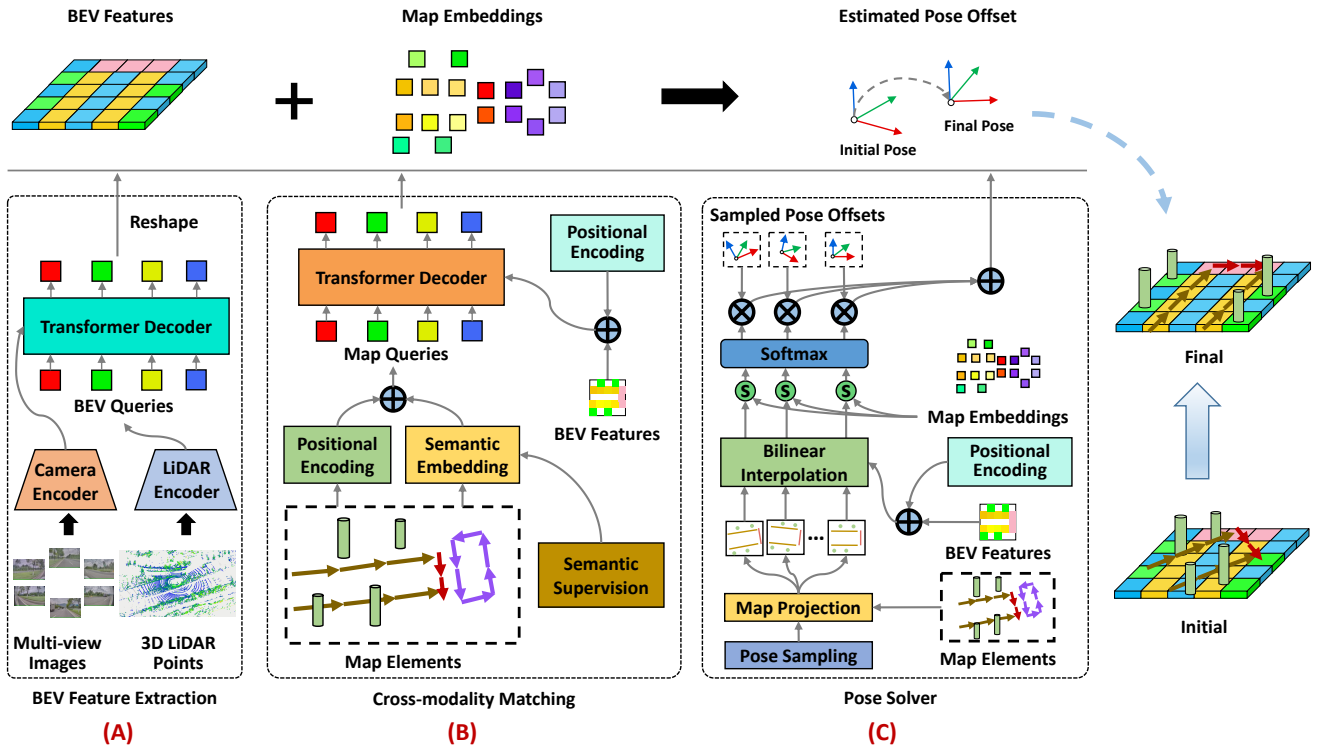 BEV Features
Map Embeddings
Estimated Pose Offset
Initial Pose
Final Pose
Reshape
Transformer Decoder
BEV Queries
Camera
Encoder
LiDAR
Encoder
Multi-view
Images
3D LiDAR
Points
BEV Feature Extraction
(A)
Transformer Decoder
Map Queries
Positional
Encoding
BEV Features
Positional
Encoding
Semantic
Embedding
Semantic
Supervision
Map Elements
Cross-modality Matching
(B)
Sampled Pose Offsets
Softmax
S
S
S
Map Embeddings
Bilinear
Interpolation
Positional
Encoding
...
BEV Features
Map Projection
Pose Sampling
Map Elements
Pose Solver
(C)
Final
Initial